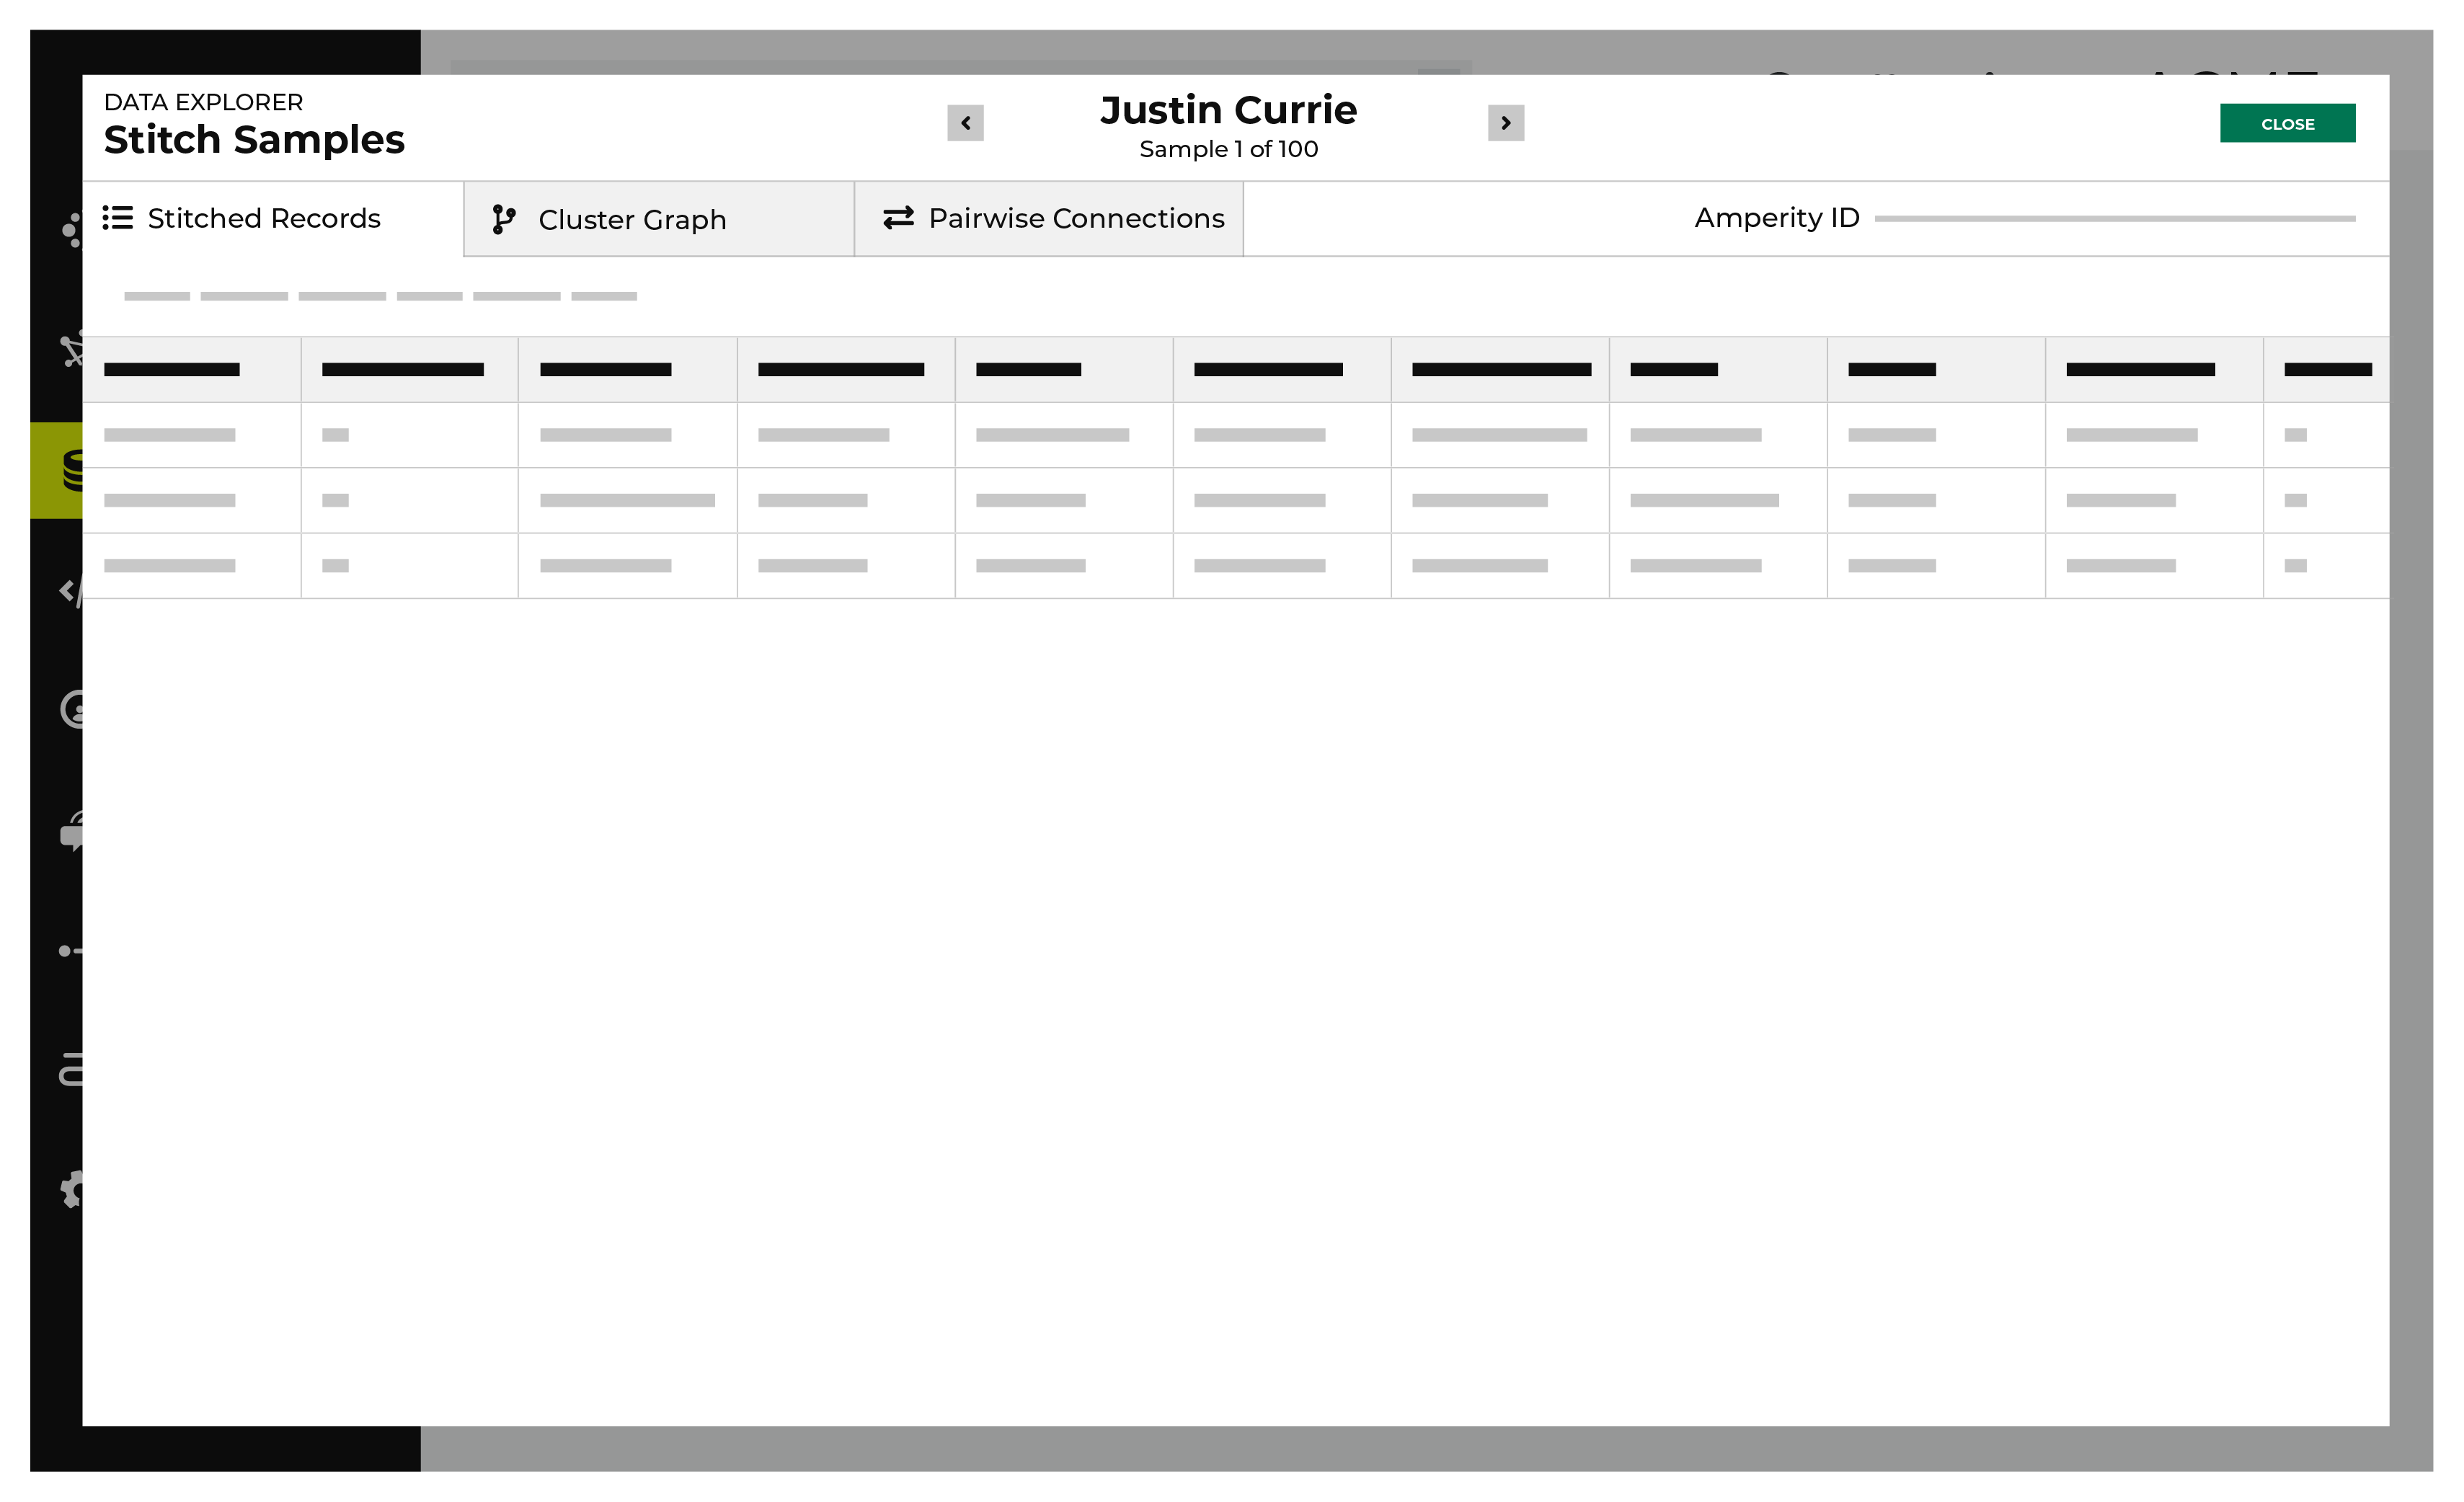 DATA EXPLORER
Stitch Samples
Justin Currie
Sample 1 of 100
CLOSE
Stitched Records
Cluster Graph
Pairwise Connections
Amperity ID